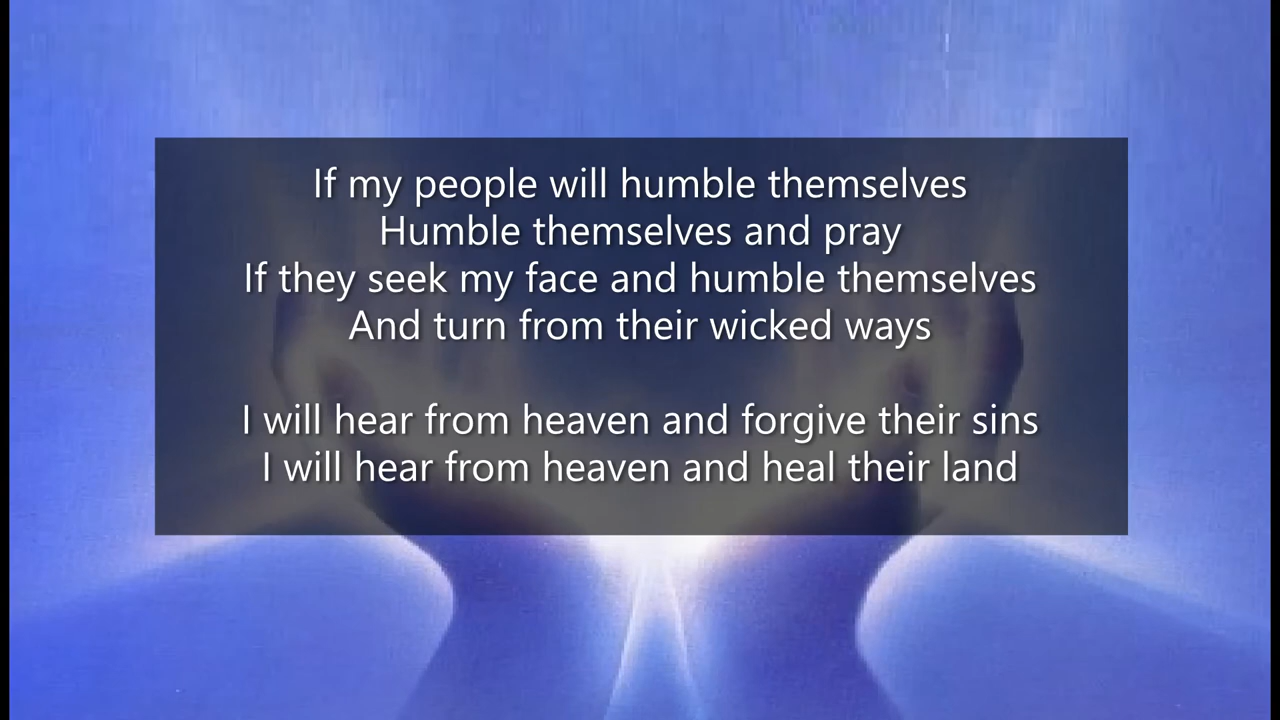 If my people will humble themselves
Humble themselves and pray
If they seek my face and humble themselves
And turn from their wicked ways
I will hear from heaven and forgive their sins
I will hear from heaven and heal their land